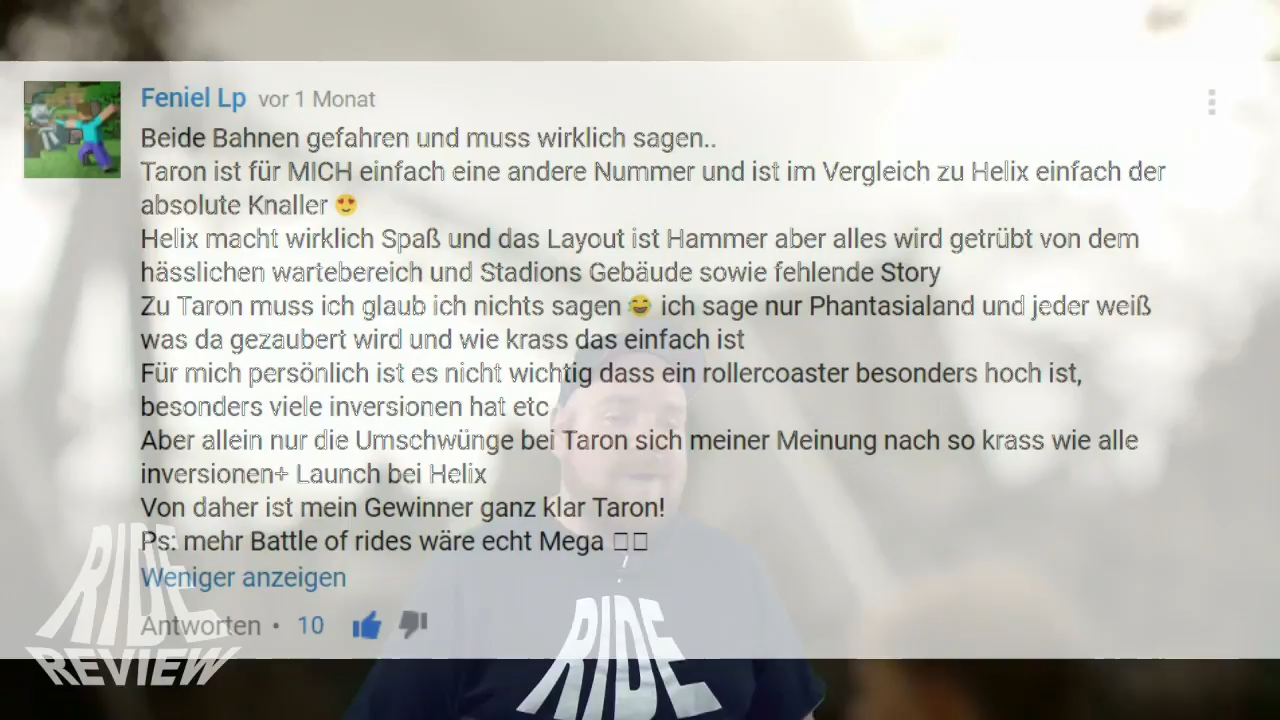 Feniel Lp vor 1 Monat
Beide Bahnen gefahren und muss wirklich sagen..
Taron ist für MICH einfach eine andere Nummer und ist im Vergleich zu Helix einfach der
absolute Knaller 😍
Helix macht wirklich Spaß und das Layout ist Hammer aber alles wird getrübt von dem
hässlichen wartebereich und Stadions Gebäude sowie fehlende Story
Zu Taron muss ich glaub ich nichts sagen 😂 ich sage nur Phantasialand und jeder weiß
was da gezaubert wird und wie krass das einfach ist
Für mich persönlich ist es nicht wichtig dass ein rollercoaster besonders hoch ist,
besonders viele inversionen hat etc
Aber allein nur die Umschwünge bei Taron sich meiner Meinung nach so krass wie alle
inversionen+ Launch bei Helix
Von daher ist mein Gewinner ganz klar Taron!
Ps: mehr Battle of rides wäre echt Mega
Weniger anzeigen
Antworten • 10
RIDE
REVIEW
RIDE